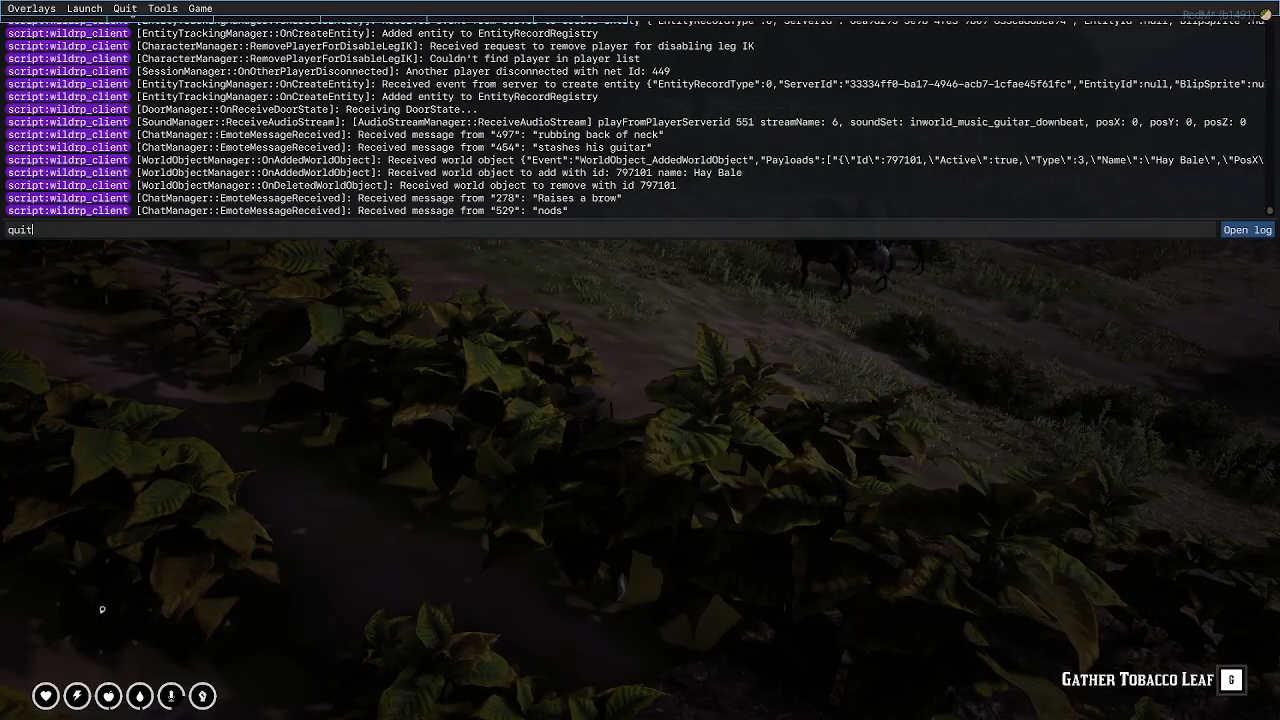 Overlays Launch Quit Tools Game
RedM* (b1491)
script:wildrp_client [EntityTrackingManager::OnCreateEntity]: Added entity to EntityRecordRegistry
script:wildrp_client [CharacterManager::RemovePlayerForDisableLegIK]: Received request to remove player for disabling leg IK
script:wildrp_client [CharacterManager::RemovePlayerForDisableLegIK]: Couldn't find player in player list
script:wildrp_client [SessionManager::OnOtherPlayerDisconnected]: Another player disconnected with net Id: 449
script:wildrp_client [EntityTrackingManager::OnCreateEntity]: Received event from server to create entity {"EntityRecordType":0,"ServerId":"33334ff0-ba17-4946-acb7-1cfae45f61fc","EntityId":null,"BlipSprite":nu
script:wildrp_client [EntityTrackingManager::OnCreateEntity]: Added entity to EntityRecordRegistry
script:wildrp_client [DoorManager::OnReceiveDoorState]: Receiving DoorState...
script:wildrp_client [SoundManager::ReceiveAudioStream]: [AudioStreamManager::ReceiveAudioStream] playFromPlayerServerid 551 streamName: 6, soundSet: inworld_music_guitar_downbeat, posX: 0, posY: 0, posZ: 0
script:wildrp_client [ChatManager::EmoteMessageReceived]: Received message from "497": "rubbing back of neck"
script:wildrp_client [ChatManager::EmoteMessageReceived]: Received message from "454": "stashes his guitar"
script:wildrp_client [WorldObjectManager::OnAddedWorldObject]: Received world object {"Event":"WorldObject_AddedWorldObject","Payloads":["{\"Id\":797101,\"Active\":true,\"Type\":3,\"Name\":\"Hay Bale\",\"PosX\
script:wildrp_client [WorldObjectManager::OnAddedWorldObject]: Received world object to add with id: 797101 name: Hay Bale
script:wildrp_client [WorldObjectManager::OnDeletedWorldObject]: Received world object to remove with id 797101
script:wildrp_client [ChatManager::EmoteMessageReceived]: Received message from "278": "Raises a brow"
script:wildrp_client [ChatManager::EmoteMessageReceived]: Received message from "529": "nods"
quit Open log
Gather Tobacco Leaf G